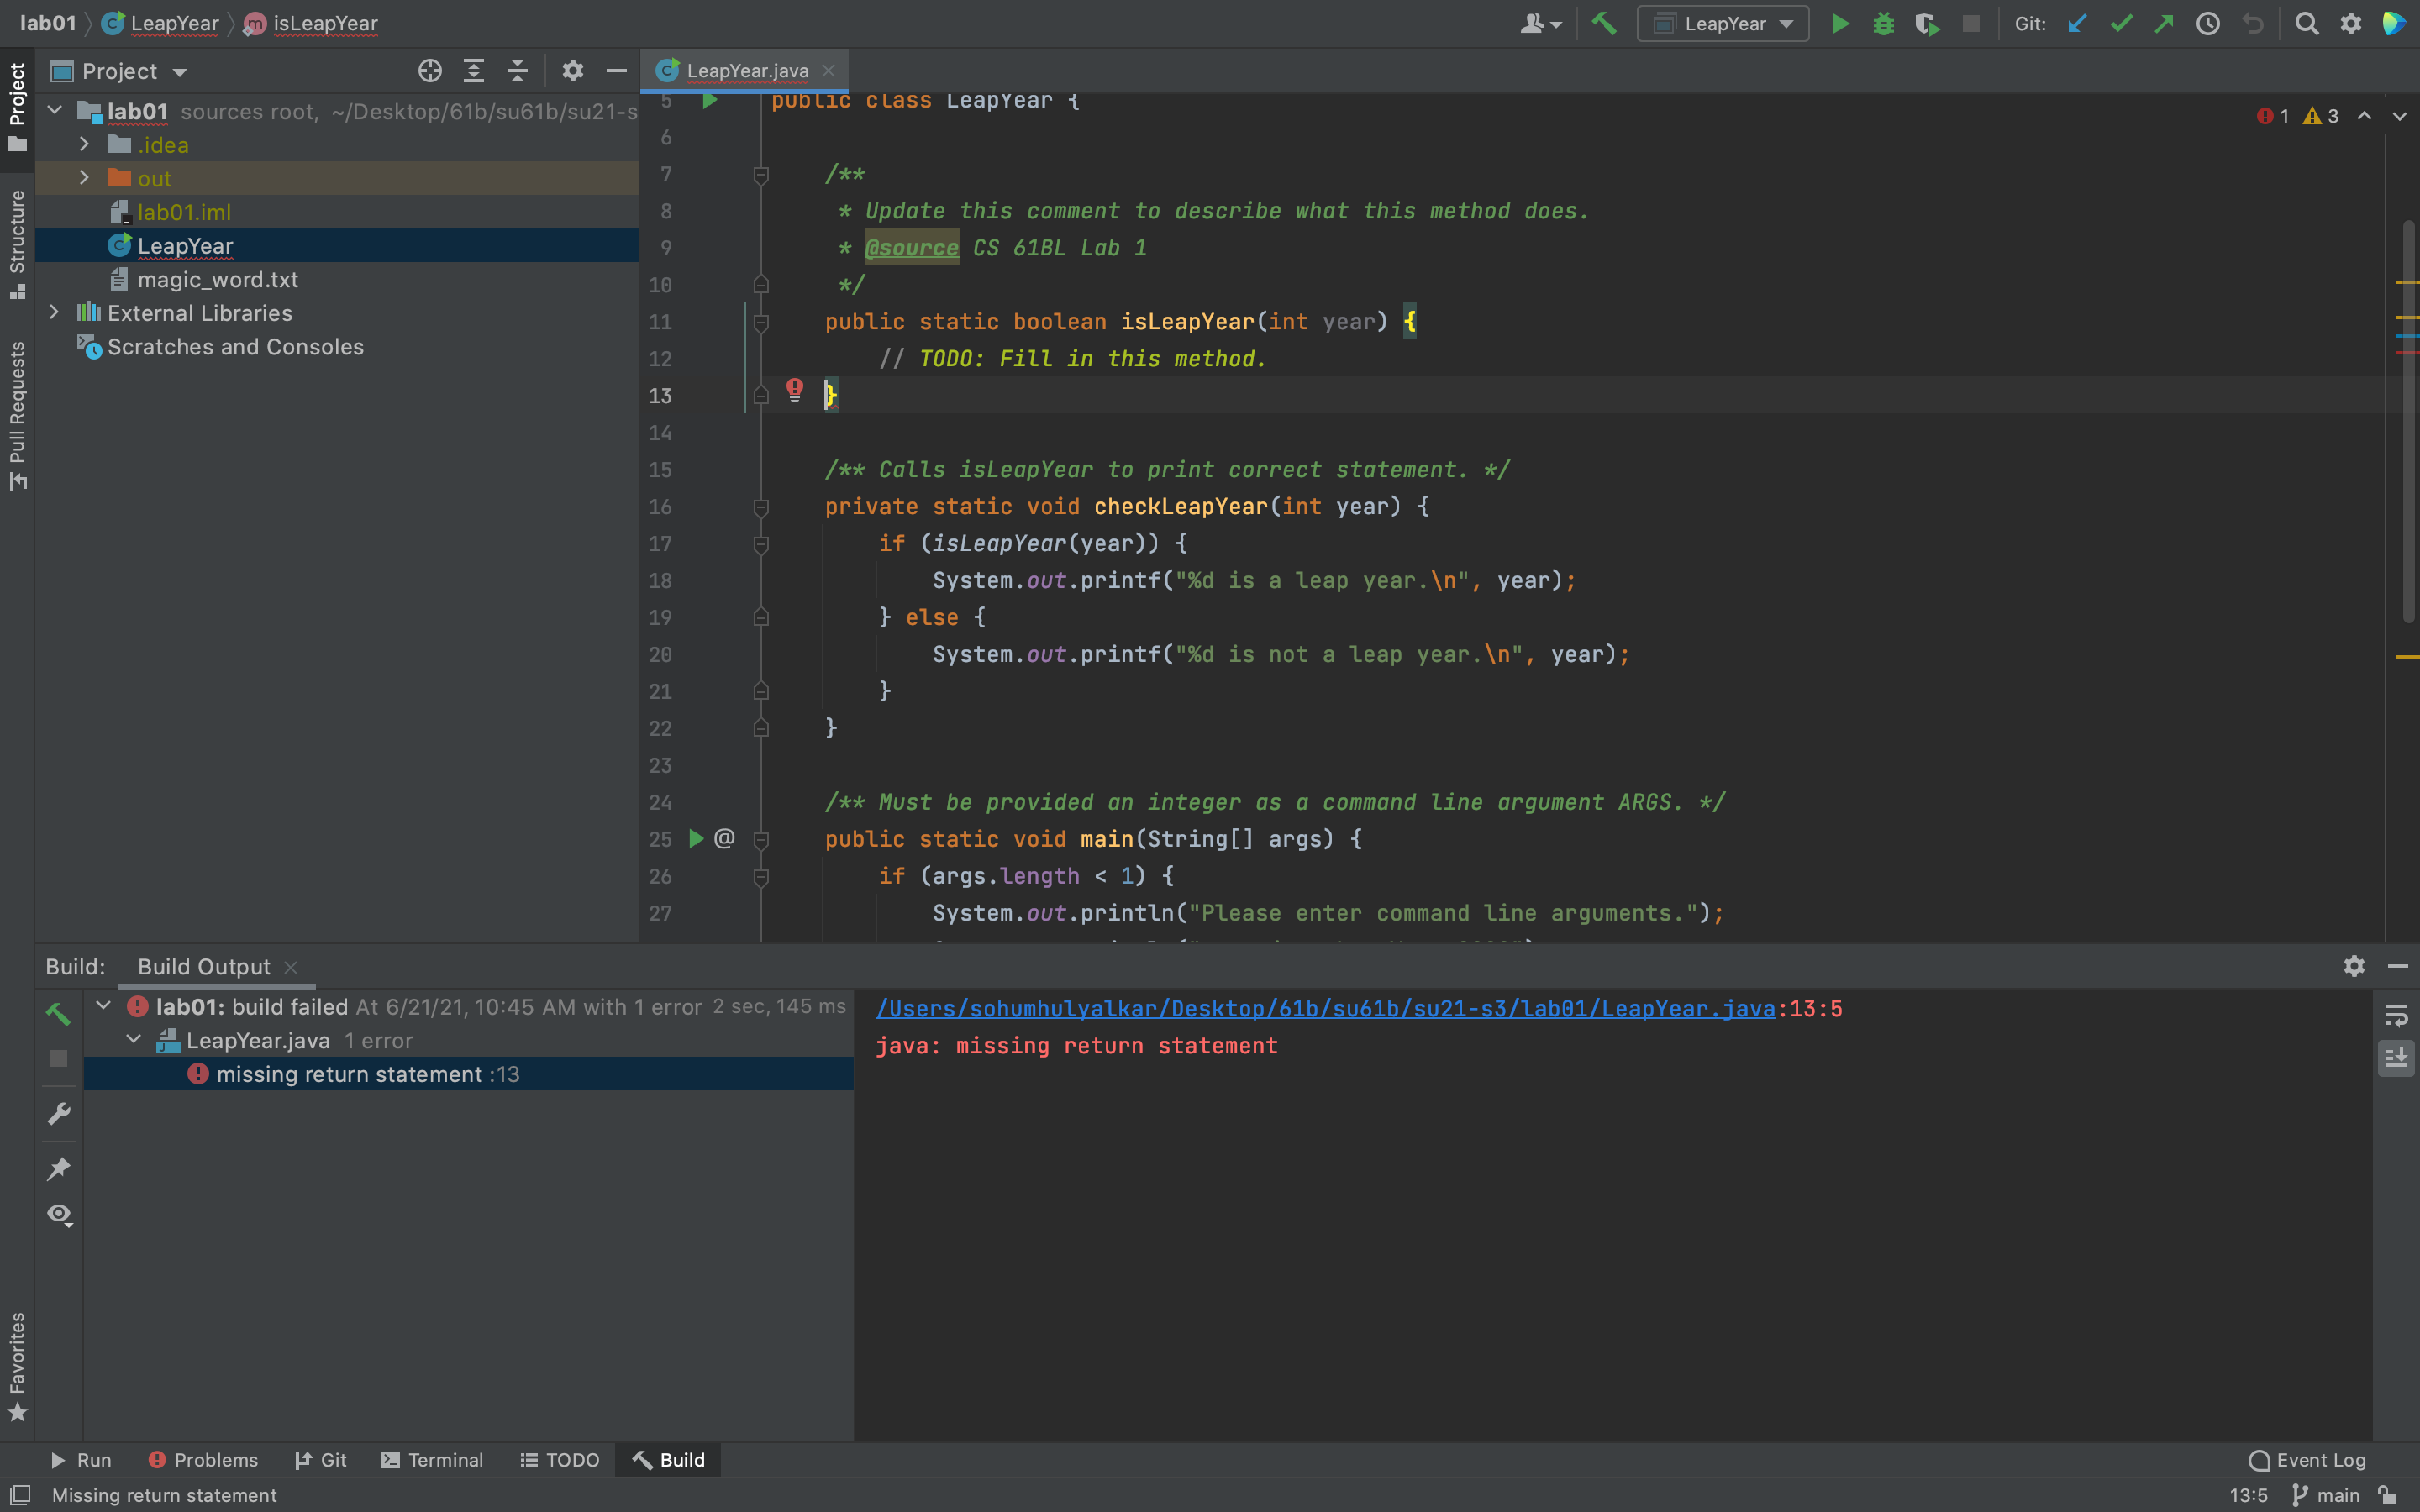 lab01 LeapYear isLeapYear LeapYear Git:
Project LeapYear.java
lab01 sources root, ~/Desktop/61b/su61b/su21-s
.idea
out
lab01.iml
LeapYear
magic_word.txt
External Libraries
Scratches and Consoles
Project
Structure
Pull Requests
Favorites
1 3
5 public class LeapYear {
6
7 /**
8 * Update this comment to describe what this method does.
9 * @source CS 61BL Lab 1
10 */
11 public static boolean isLeapYear(int year) {
12 // TODO: Fill in this method.
13 }
14
15 /** Calls isLeapYear to print correct statement. */
16 private static void checkLeapYear(int year) {
17 if (isLeapYear(year)) {
18 System.out.printf("%d is a leap year.\n", year);
19 } else {
20 System.out.printf("%d is not a leap year.\n", year);
21 }
22 }
23
24 /** Must be provided an integer as a command line argument ARGS. */
25 @ public static void main(String[] args) {
26 if (args.length < 1) {
27 System.out.println("Please enter command line arguments.");
Build: Build Output
lab01: build failed At 6/21/21, 10:45 AM with 1 error 2 sec, 145 ms
LeapYear.java 1 error
missing return statement :13
/Users/sohumhulyalkar/Desktop/61b/su61b/su21-s3/lab01/LeapYear.java:13:5
java: missing return statement
Run Problems Git Terminal TODO Build Event Log
Missing return statement 13:5 main